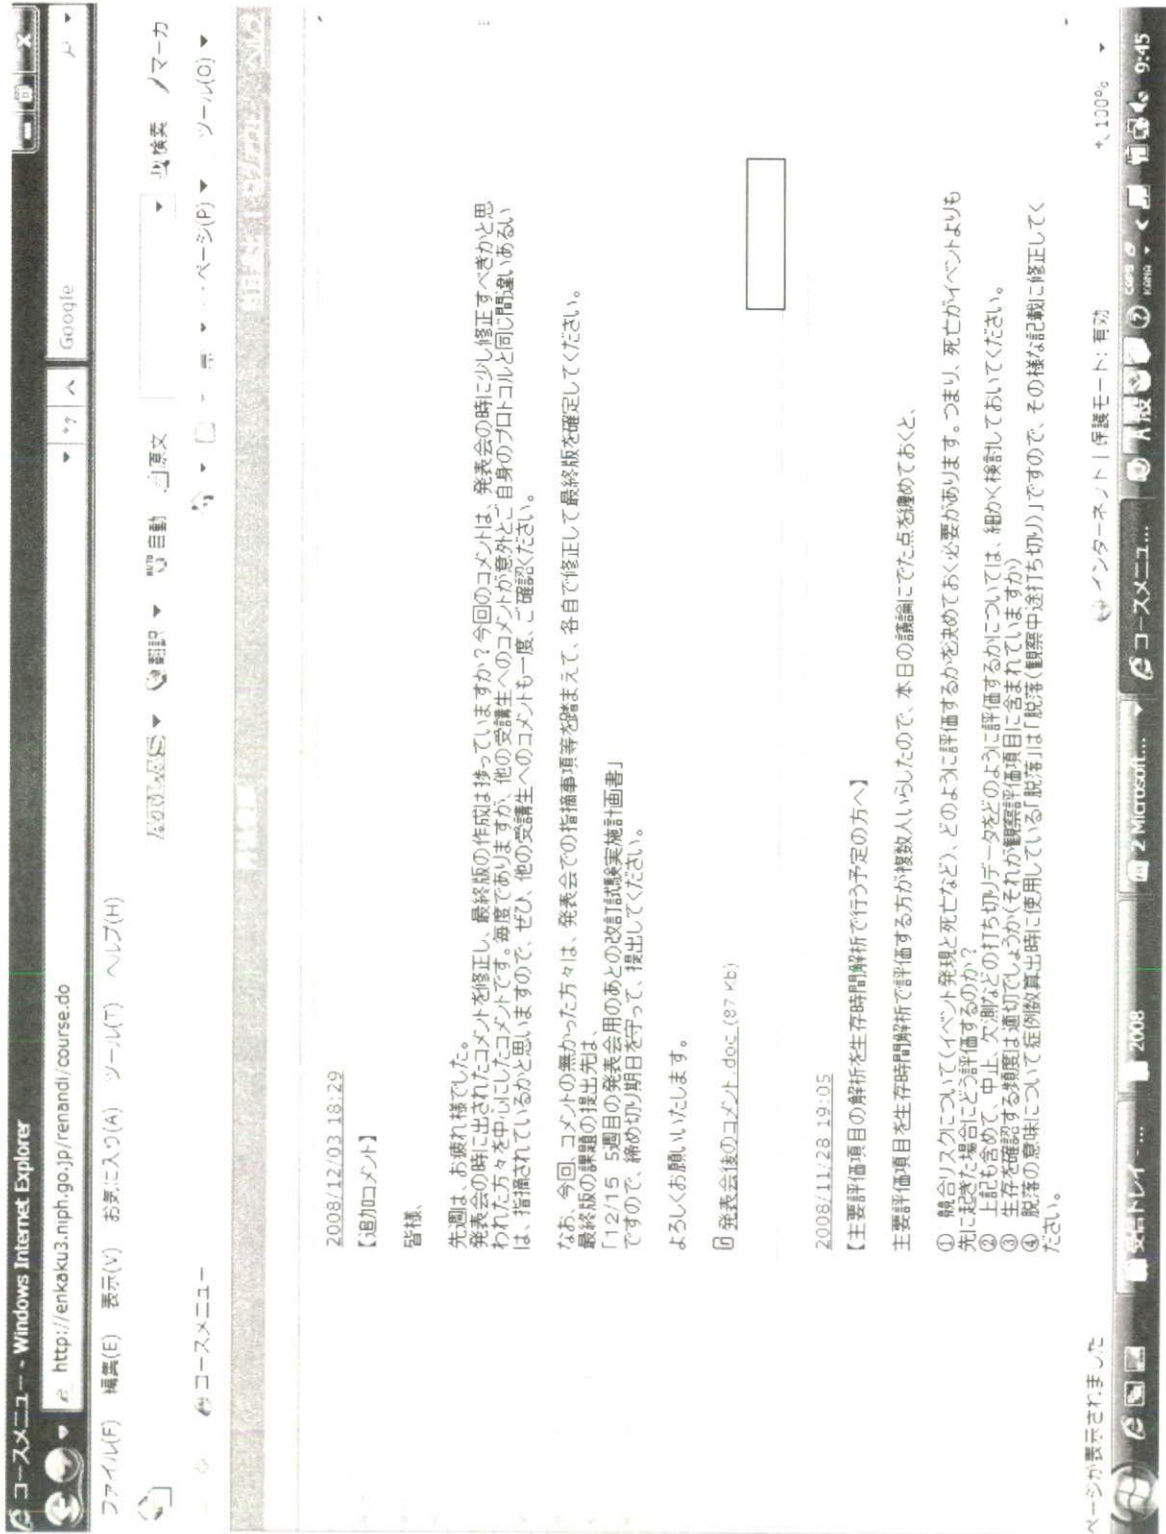 コースメニュー - Windows Internet Explorer
http://enkaku3.niph.go.jp/renandi/course.do
Google
ファイル(F) 編集(E) 表示(V) お気に入り(A) ツール(T) ヘルプ(H)
翻訳 自動 原文 検索 マーカ
コースメニュー ページ(P) ツール(O)
2008/12/03 18:29
【追加コメント】
皆様、
先週は、お疲れ様でした。
発表会の時に出されたコメントを修正し、最終版の作成は捗っていますか？今回のコメントは、発表会の時に少し修正すべきかと思
われた方々を中心にしたコメントです。毎度でありますが、他の受講生へのコメントが意外とご自身のプロトコルと同じ間違いあるい
は、指摘されているかと思いますので、ぜひ、他の受講生へのコメントも一度、ご確認ください。
なお、今回、コメントの無かった方々は、発表会での指摘事項等を踏まえて、各自で修正して最終版を確定してください。
最終版の課題の提出先は、
「12/15 5週目の発表会用のあとの改訂試験実施計画書」
ですので、締め切り期日を守って、提出してください。
よろしくお願いいたします。
発表会後のコメント.doc (87 Kb)
2008/11/28 19:05
【主要評価項目の解析を生存時間解析で行う予定の方へ】
主要評価項目を生存時間解析で評価する方が複数人いらしたので、本日の議論にでた点を纏めておくと、
① 競合リスクについて(イベント発現と死亡など)、どのように評価するかを決めておく必要があります。つまり、死亡がイベントよりも
先に起きた場合にどう評価するのか？
② 上記も含めて、中止、欠測などの打ち切りデータをどのように評価するかについては、細かく検討しておいてください。
③ 生存を確認する頻度は適切でしょうか(それが観察評価項目に含まれていますか)
④ 脱落の意味について症例数算出時に使用している「脱落」は「脱落(観察中途打ち切り)」ですので、その様な記載に修正してく
ださい。
ページが表示されました
インターネット | 保護モード: 有効
100%
受信トレイ - ... 2008 2 Microsoft... コースメニュ... A 般 CAPS KANA 9:45